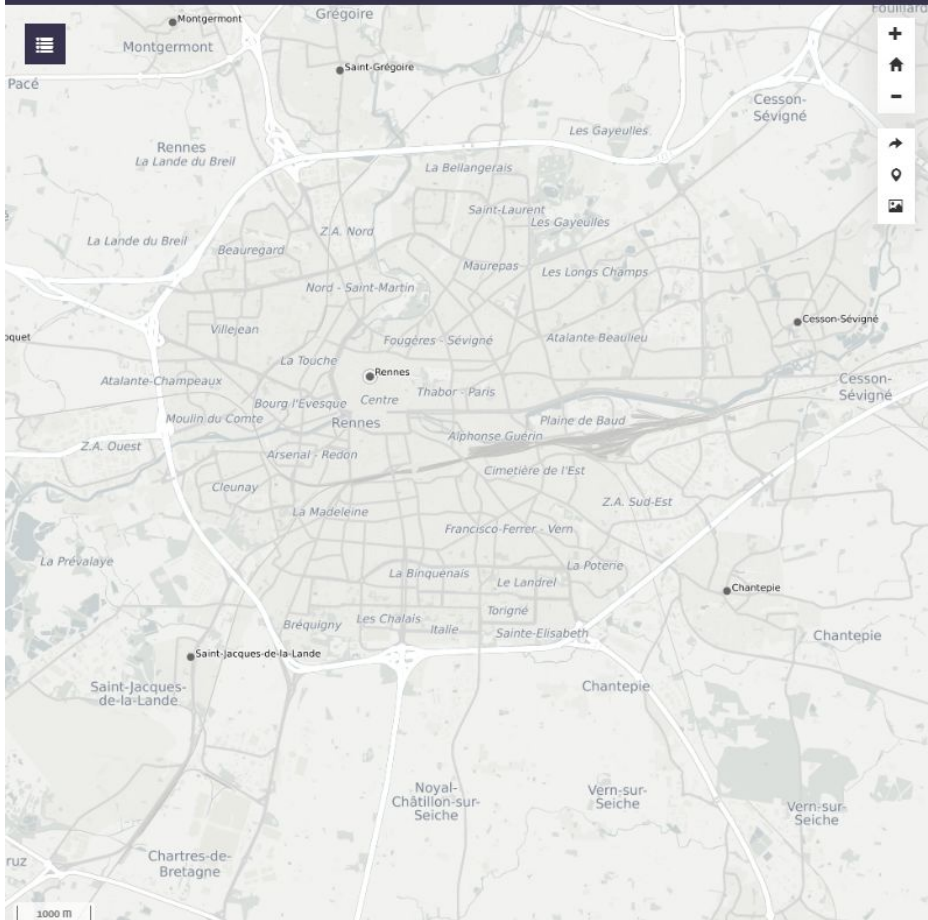 Grégoire
Fouillard
Montgermont
Montgermont
Saint-Grégoire
Pacé
Cesson-
Sévigné
Rennes
La Lande du Breil
Les Gayeulles
La Bellangerais
Saint-Laurent
Les Gayeulles
Z.A. Nord
La Lande du Breil
Beauregard
Maurepas
Les Longs Champs
Nord - Saint-Martin
Cesson-Sévigné
Villejean
oquet
Fougères - Sévigné
Atalante-Beaulieu
La Touche
Rennes
Atalante-Champeaux
Cesson-
Sévigné
Thabor - Paris
Bourg l'Evesque
Centre
Moulin du Comte
Rennes
Plaine de Baud
Alphonse Guérin
Z.A. Ouest
Arsenal - Redon
Cimetière de l'Est
Cleunay
Z.A. Sud-Est
La Madeleine
Francisco-Ferrer - Vern
La Prévalaye
La Poterie
La Binquenais
Le Landrel
Chantepie
Torigné
Les Chalais
Bréquigny
Italie
Sainte-Elisabeth
Chantepie
Saint-Jacques-de-la-Lande
Saint-Jacques-
de-la-Lande
Chantepie
Noyal-
Châtillon-sur-
Seiche
Vern-sur-
Seiche
Vern-sur-
Seiche
ruz
Chartres-de-
Bretagne
1000 m